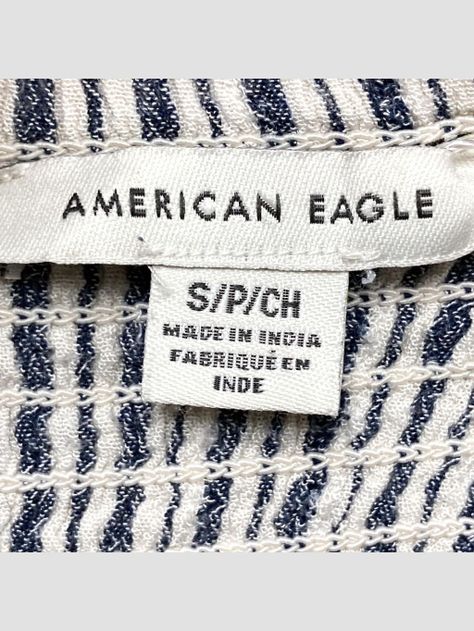 AMERICAN EAGLE
S/P/CH
MADE IN INDIA
FABRIQUÉ EN
INDE